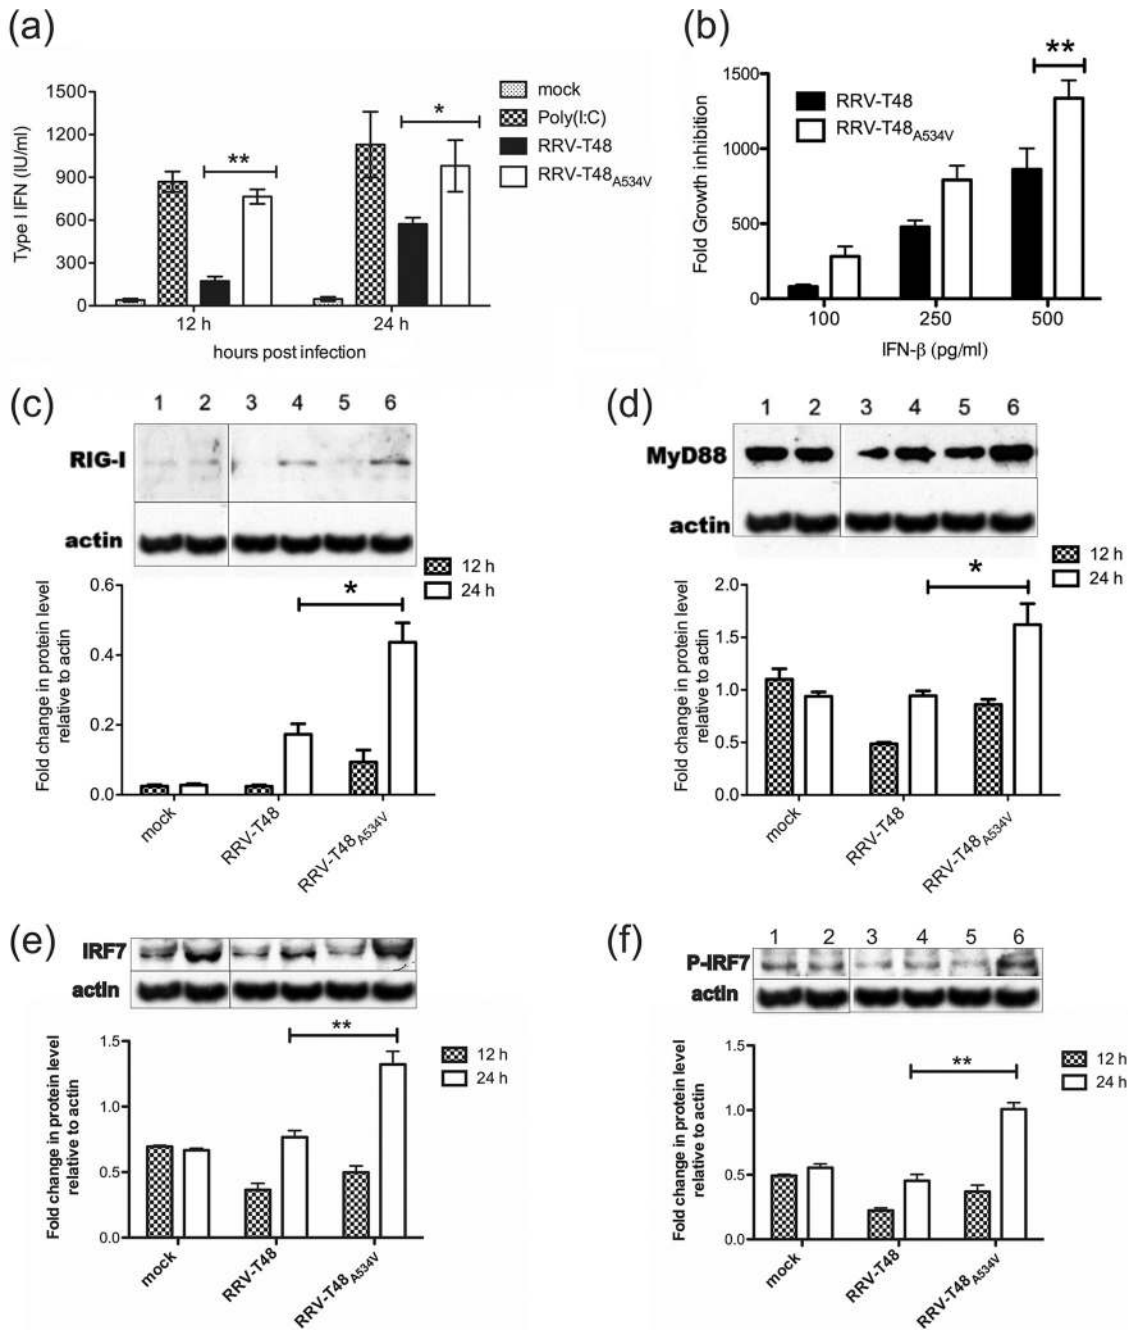 (a)
1500
1200
900
600
300
0
Type I IFN (IU/ml)
**
*
12 h
24 h
hours post infection
mock
Poly(I:C)
RRV-T48
RRV-T48A534V
(b)
1500
1000
500
0
Fold Growth inhibition
RRV-T48
RRV-T48A534V
**
100
250
500
IFN-β (pg/ml)
(c)
1 2 3 4 5 6
RIG-I
actin
12 h
24 h
0.6
0.4
0.2
0.0
Fold change in protein level
relative to actin
*
mock
RRV-T48
RRV-T48A534V
(d)
1 2 3 4 5 6
MyD88
actin
12 h
24 h
2.0
1.5
1.0
0.5
0.0
Fold change in protein level
relative to actin
*
mock
RRV-T48
RRV-T48A534V
(e)
IRF7
actin
1.5
1.0
0.5
0.0
Fold change in protein level
relative to actin
**
12 h
24 h
mock
RRV-T48
RRV-T48A534V
(f)
1 2 3 4 5 6
P-IRF7
actin
1.5
1.0
0.5
0.0
Fold change in protein level
relative to actin
**
12 h
24 h
mock
RRV-T48
RRV-T48A534V